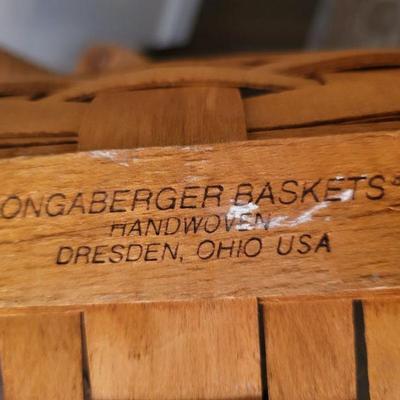 ONGABERGER BASKETS®
HANDWOVEN
DRESDEN, OHIO USA